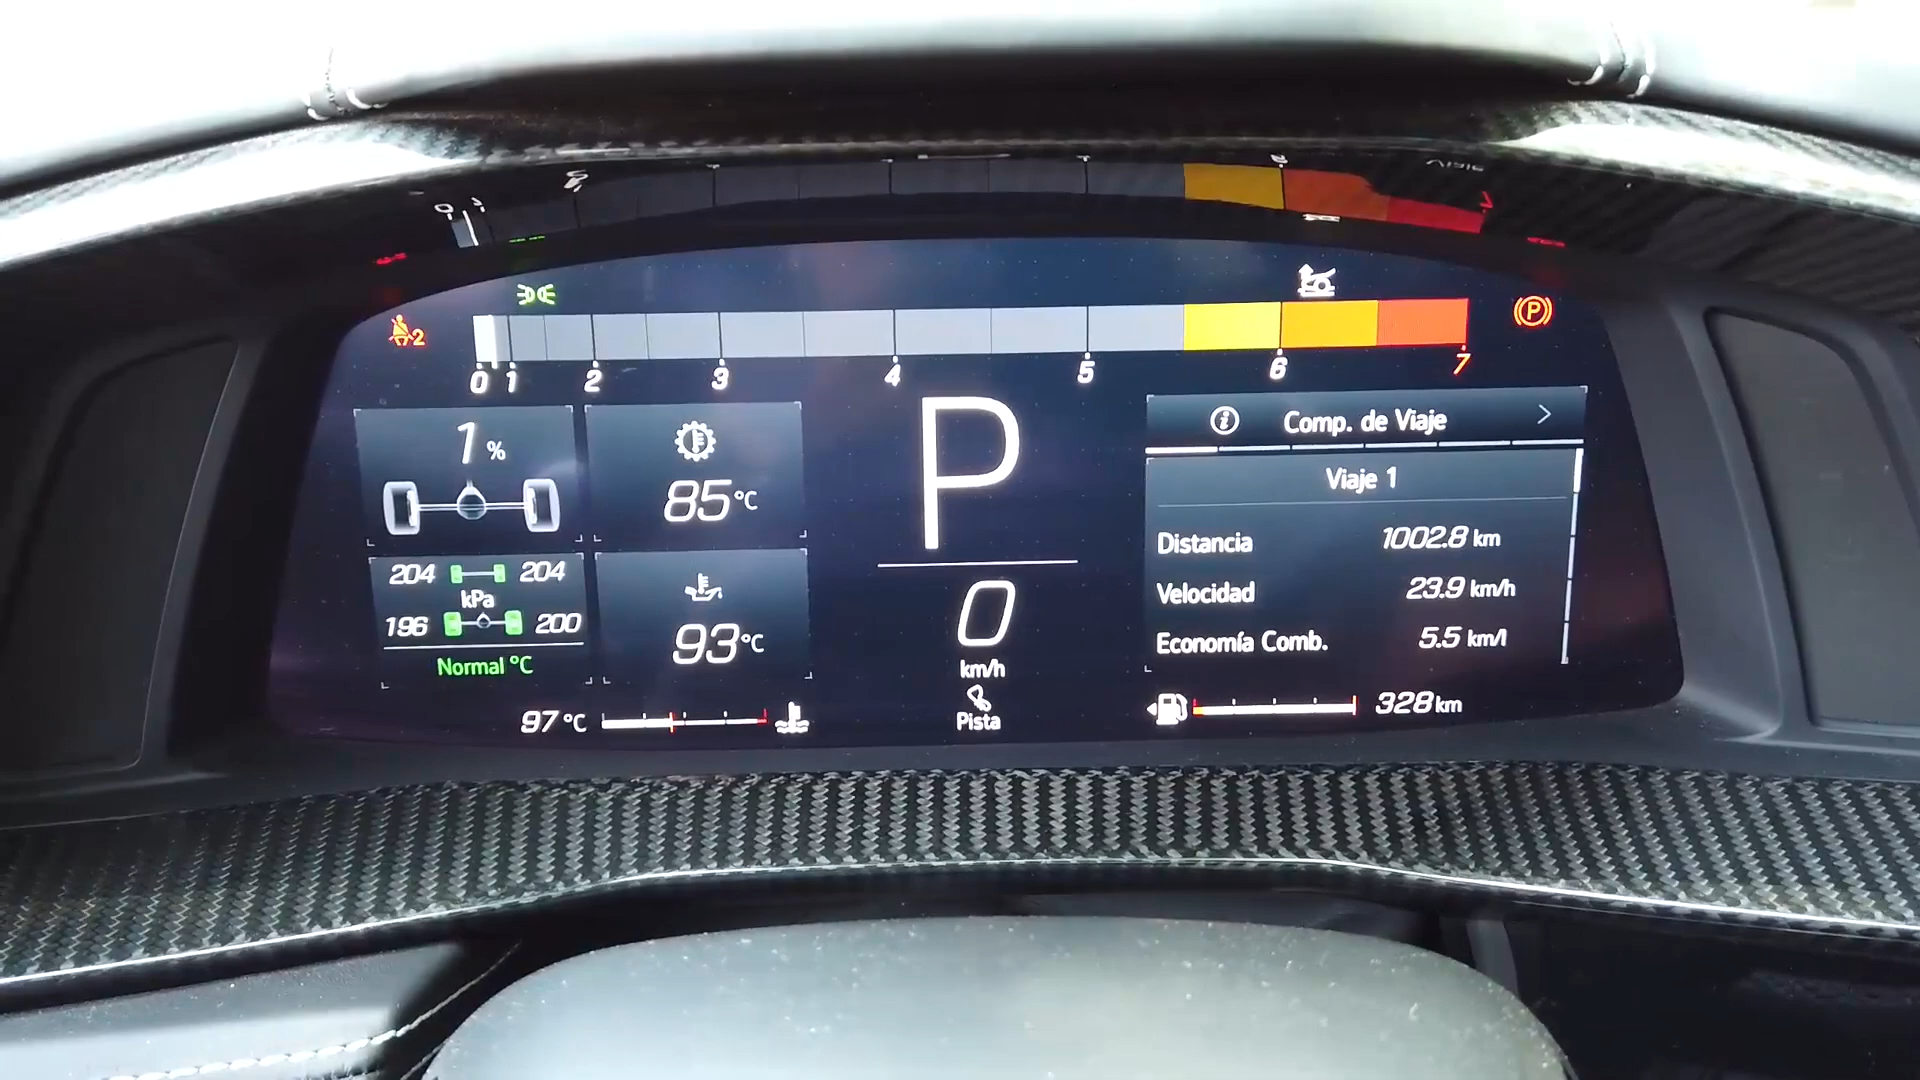 2
0 1 2 3 4 5 6 7
P
1 %
85 °C
204 204
kPa
196 200
Normal °C
93 °C
97 °C
P
0
km/h
Pista
Comp. de Viaje
Viaje 1
Distancia 1002.8 km
Velocidad 23.9 km/h
Economía Comb. 5.5 km/l
328 km